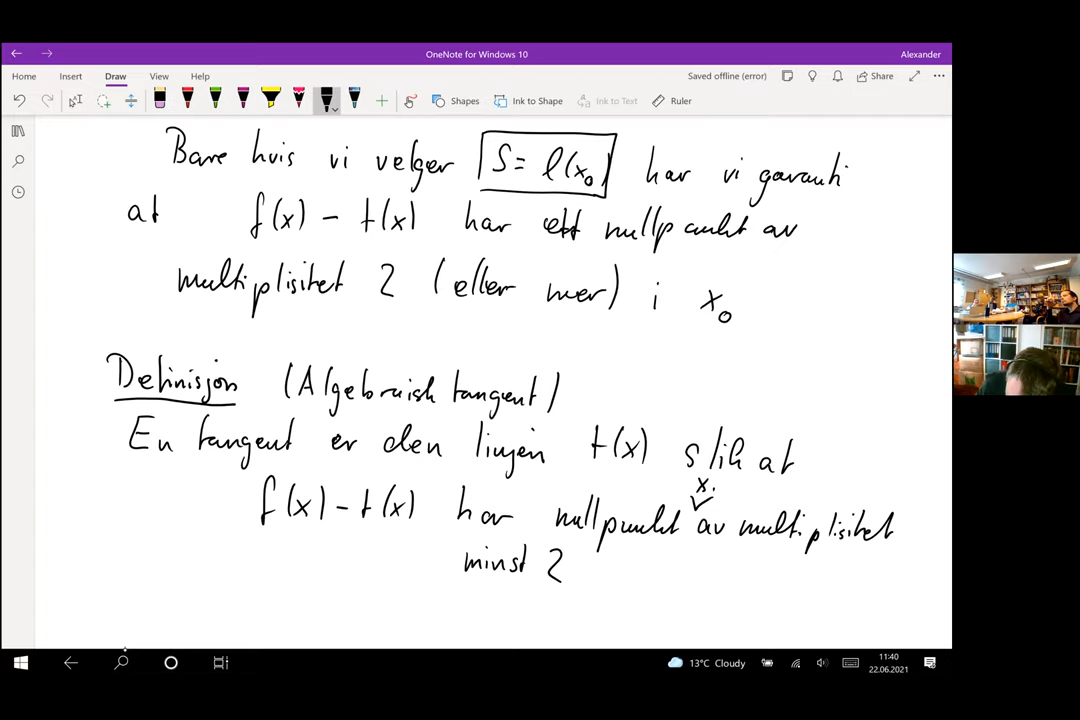 OneNote for Windows 10
Alexander
Home Insert Draw View Help
Saved offline (error) Share
Shapes Ink to Shape Ink to Text Ruler
Bare hvis vi velger S = l(x₀) har vi garanti
at f(x) - t(x) har ett nullpunkt av
multiplisitet 2 (eller mer) i x₀
Definisjon (Algebraisk tangent)
En tangent er den linjen t(x) slik at
x₀
f(x) - t(x) har nullpunkt av multiplisitet
minst 2
13°C Cloudy
11:40
22.06.2021